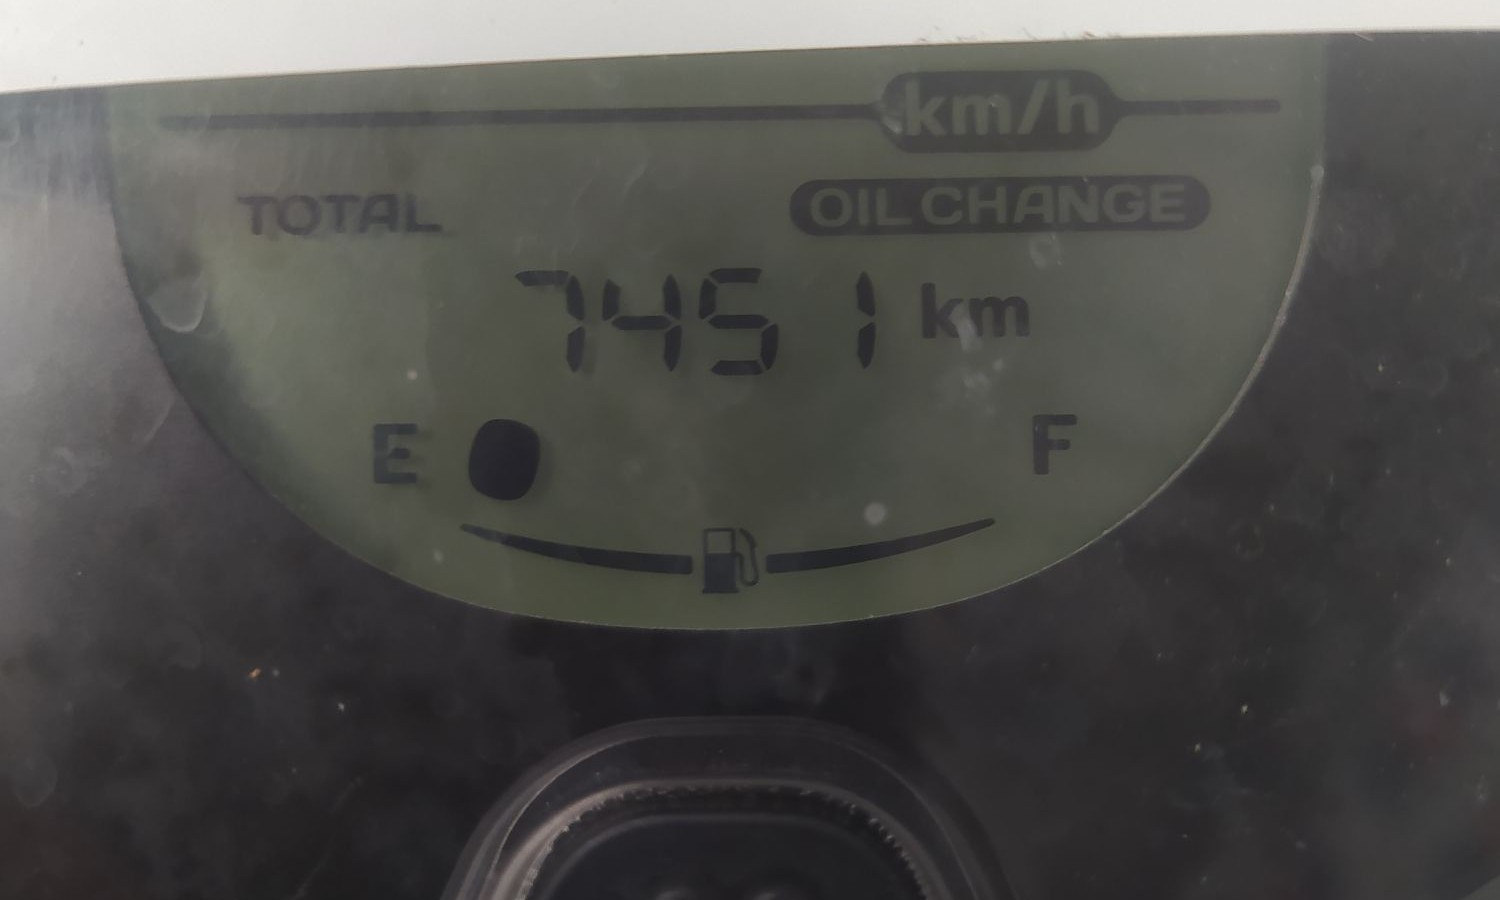 km/h
TOTAL OIL CHANGE
7451 km
E F